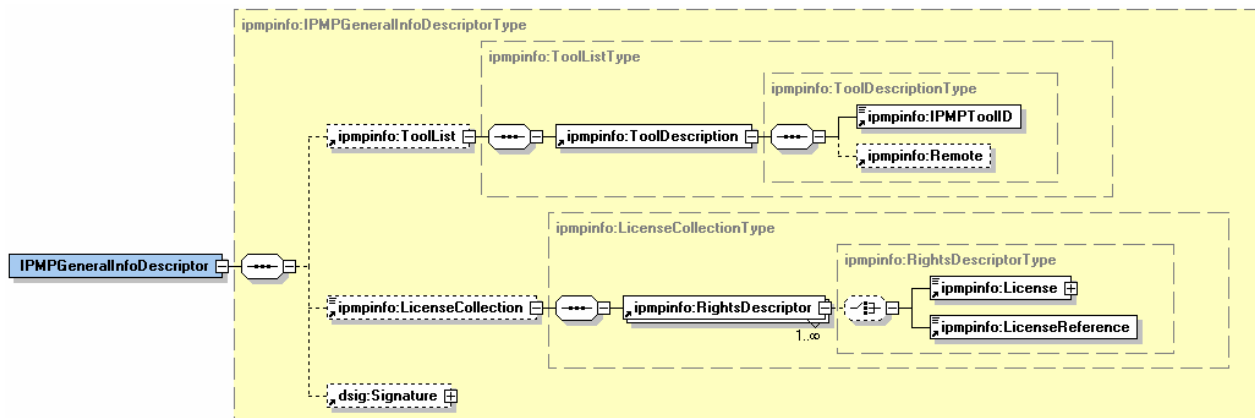 ipmpinfo:IPMPGeneralInfoDescriptorType
ipmpinfo:ToolListType
ipmpinfo:ToolDescriptionType
ipmpinfo:IPMPToolID
ipmpinfo:ToolList
ipmpinfo:ToolDescription
ipmpinfo:Remote
ipmpinfo:LicenseCollectionType
ipmpinfo:RightsDescriptorType
IPMPGeneralInfoDescriptor
ipmpinfo:License
ipmpinfo:LicenseCollection
ipmpinfo:RightsDescriptor
ipmpinfo:LicenseReference
1..∞
dsig:Signature